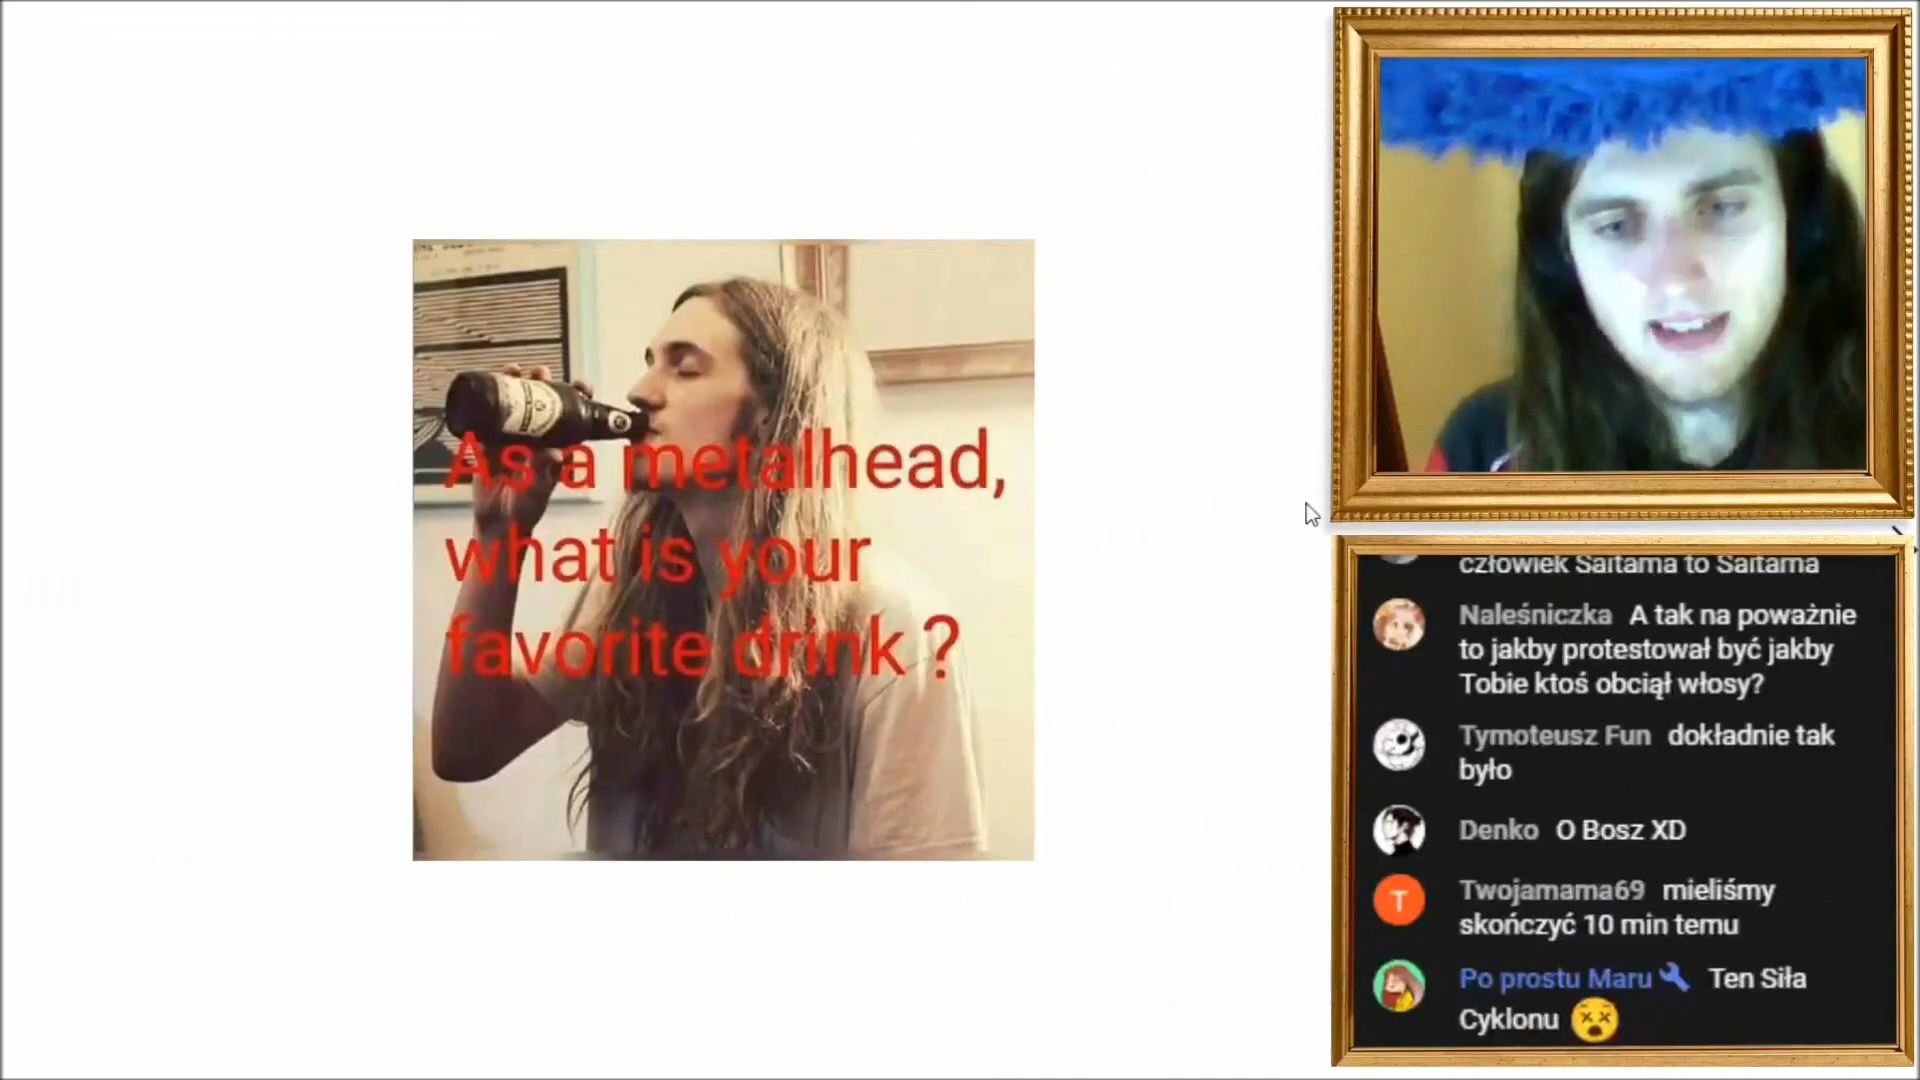 As a metalhead,
what is your
favorite drink ?
człowiek Saitama to Saitama
Naleśniczka A tak na poważnie
to jakby protestował być jakby
Tobie ktoś obciął włosy?
Tymoteusz Fun dokładnie tak
było
Denko O Bosz XD
T
Twojamama69 mieliśmy
skończyć 10 min temu
Po prostu Maru Ten Siła
Cyklonu